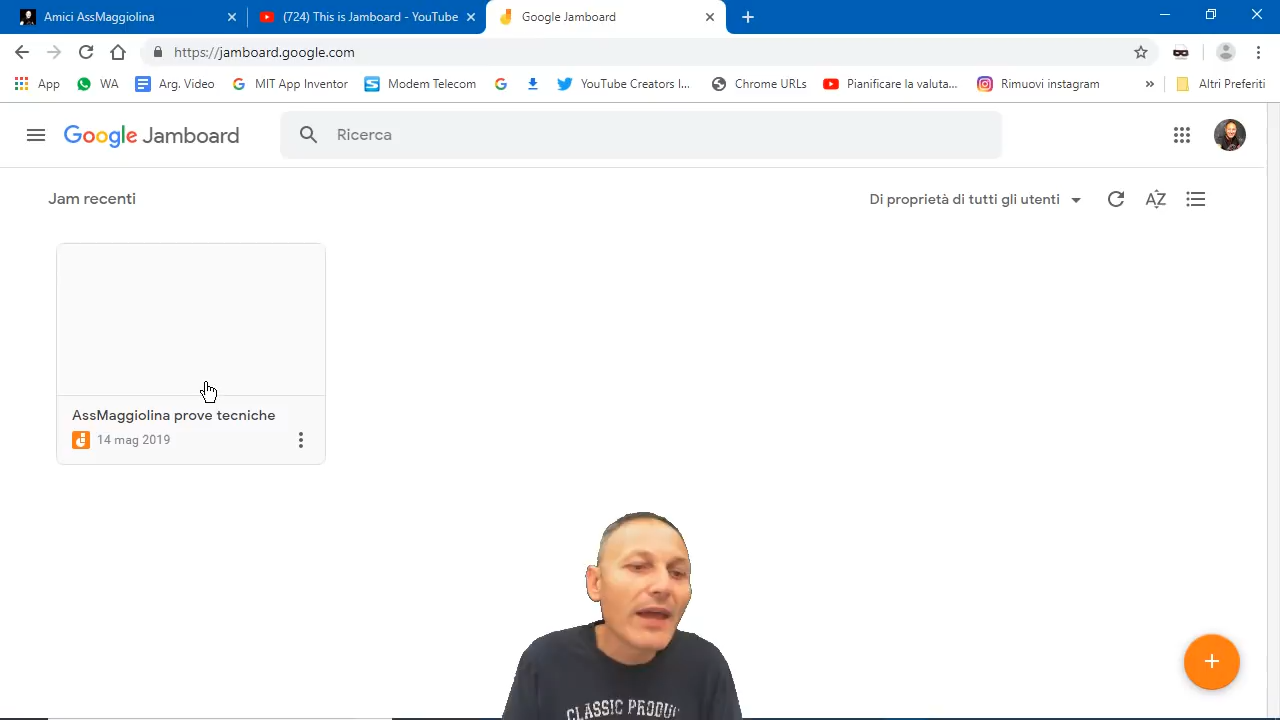 Amici AssMaggiolina
(724) This is Jamboard - YouTube
Google Jamboard
https://jamboard.google.com
App
WA
Arg. Video
MIT App Inventor
Modem Telecom
YouTube Creators I...
Chrome URLs
Pianificare la valuta...
Rimuovi instagram
»
Altri Preferiti
Google Jamboard
Ricerca
Jam recenti
Di proprietà di tutti gli utenti
AZ
AssMaggiolina prove tecniche
14 mag 2019
CLASSIC PRODUC